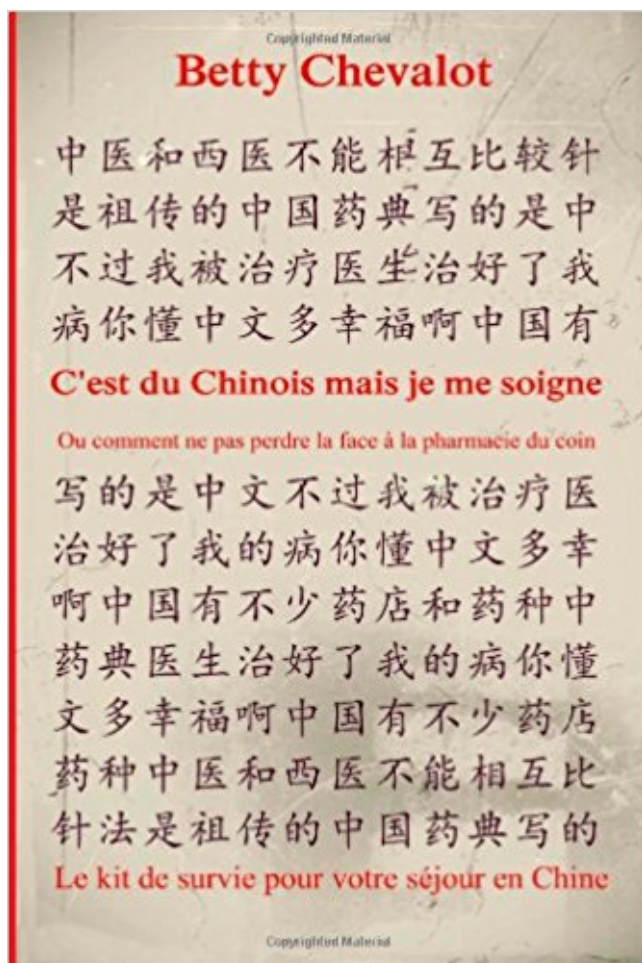 Copyrighted Material
Betty Chevalot
中医和西医不能相互比较针
是祖传的中国药典写的是中
不过我被治疗医生治好了我
病你懂中文多幸福啊中国有
C'est du Chinois mais je me soigne
Ou comment ne pas perdre la face à la pharmacie du coin
写的是中文不过我被治疗医
治好了我的病你懂中文多幸
啊中国有不少药店和药种中
药典医生治好了我的病你懂
文多幸福啊中国有不少药店
药种中医和西医不能相互比
针法是祖传的中国药典写的
Le kit de survie pour votre séjour en Chine
Copyrighted Material